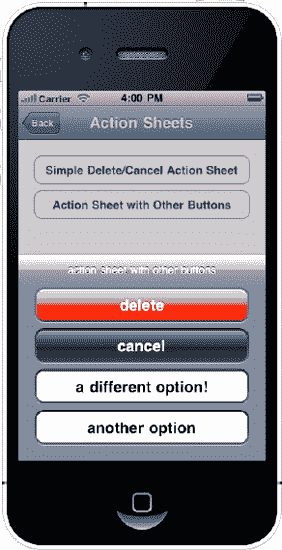 Carrier 4:00 PM
Back Action Sheets
Simple Delete/Cancel Action Sheet
Action Sheet with Other Buttons
action sheet with other buttons
delete
cancel
a different option!
another option